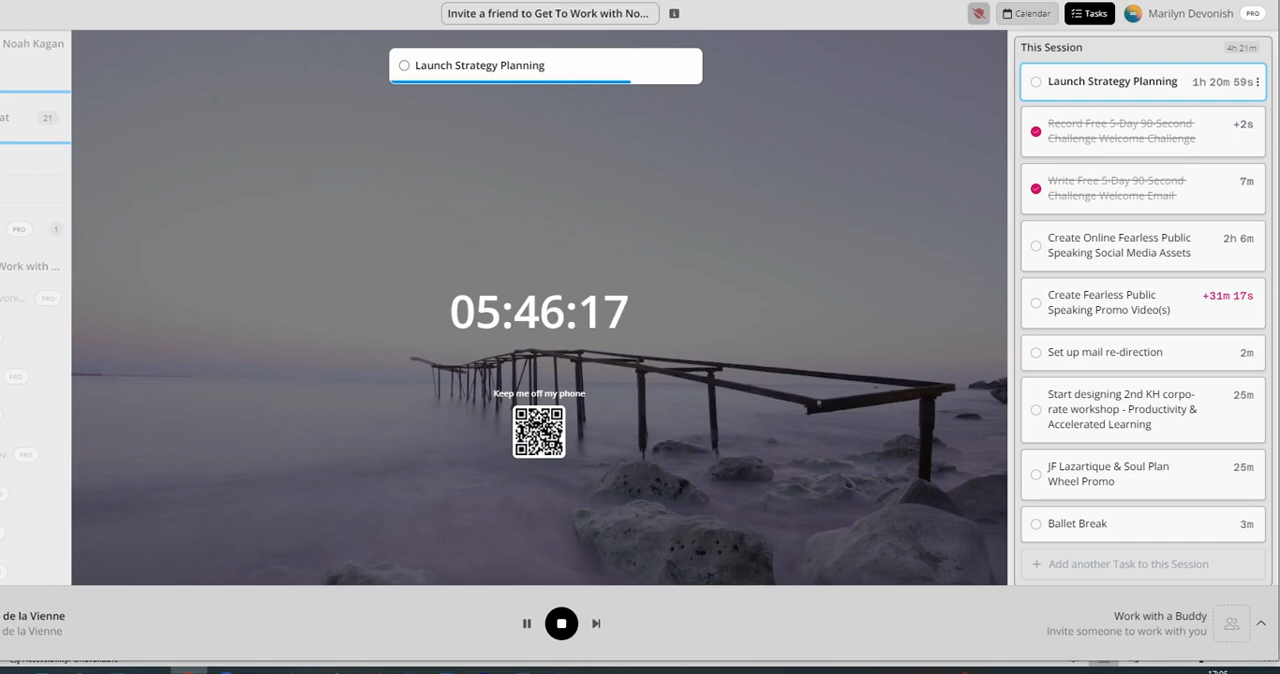 Invite a friend to Get To Work with No...
Calendar
Tasks
Marilyn Devonish
PRO
Noah Kagan
at
21
PRO
1
Work with ...
PRO
PRO
PRO
Launch Strategy Planning
05:46:17
Keep me off my phone
This Session
4h 21m
Launch Strategy Planning
1h 20m 59s
Record Free 5-Day 90-Second
Challenge Welcome Challenge
+2s
Write Free 5-Day 90-Second
Challenge Welcome Email
7m
Create Online Fearless Public
Speaking Social Media Assets
2h 6m
Create Fearless Public
Speaking Promo Video(s)
+31m 17s
Set up mail re-direction
2m
Start designing 2nd KH corpo-
rate workshop - Productivity &
Accelerated Learning
25m
JF Lazartique & Soul Plan
Wheel Promo
25m
Ballet Break
3m
+ Add another Task to this Session
de la Vienne
de la Vienne
Work with a Buddy
Invite someone to work with you